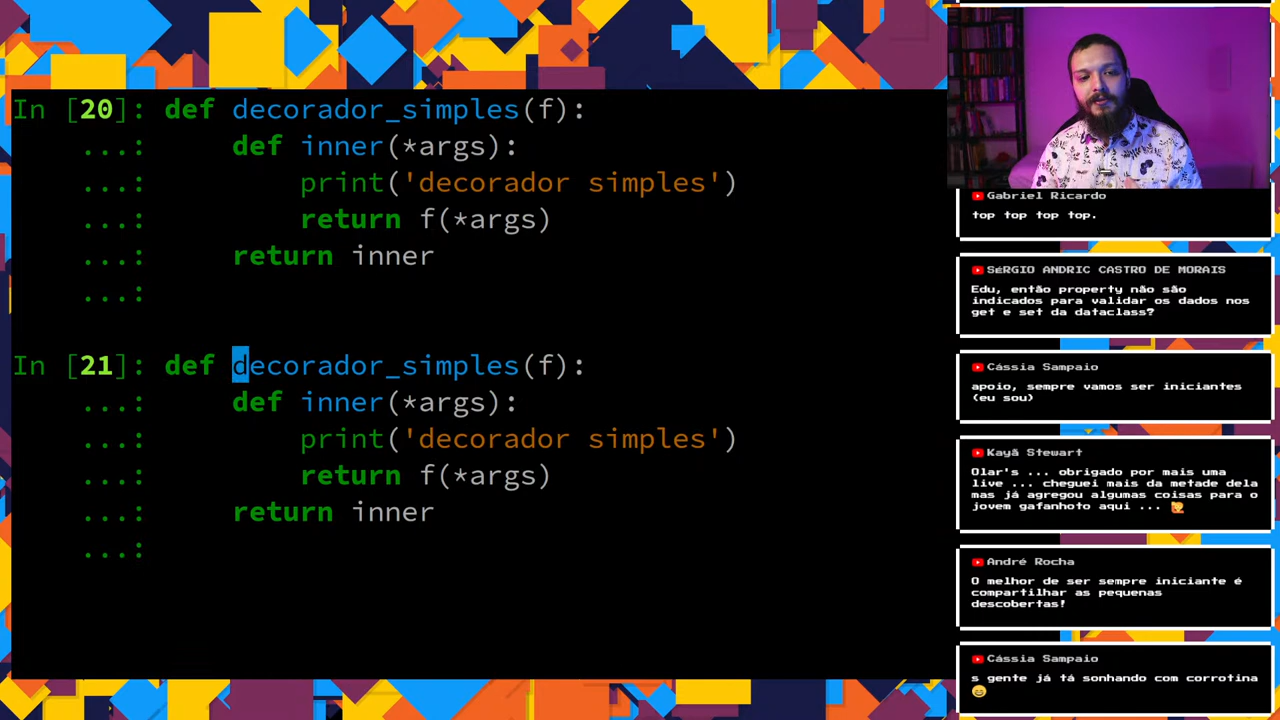 In [20]: def decorador_simples(f):
...: def inner(*args):
...: print('decorador simples')
...: return f(*args)
...: return inner
...:
In [21]: def decorador_simples(f):
...: def inner(*args):
...: print('decorador simples')
...: return f(*args)
...: return inner
...:
Gabriel Ricardo
top top top top.
SéRGIO ANDRIC CASTRO DE MORAIS
Edu, então property não são
indicados para validar os dados nos
get e set da dataclass?
Cássia Sampaio
apoio, sempre vamos ser iniciantes
(eu sou)
Kayã Stewart
Olar's ... obrigado por mais uma
live ... cheguei mais da metade dela
mas já agregou algumas coisas para o
jovem gafanhoto aqui ...
André Rocha
O melhor de ser sempre iniciante é
compartilhar as pequenas
descobertas!
Cássia Sampaio
s gente já tá sonhando com corrotina